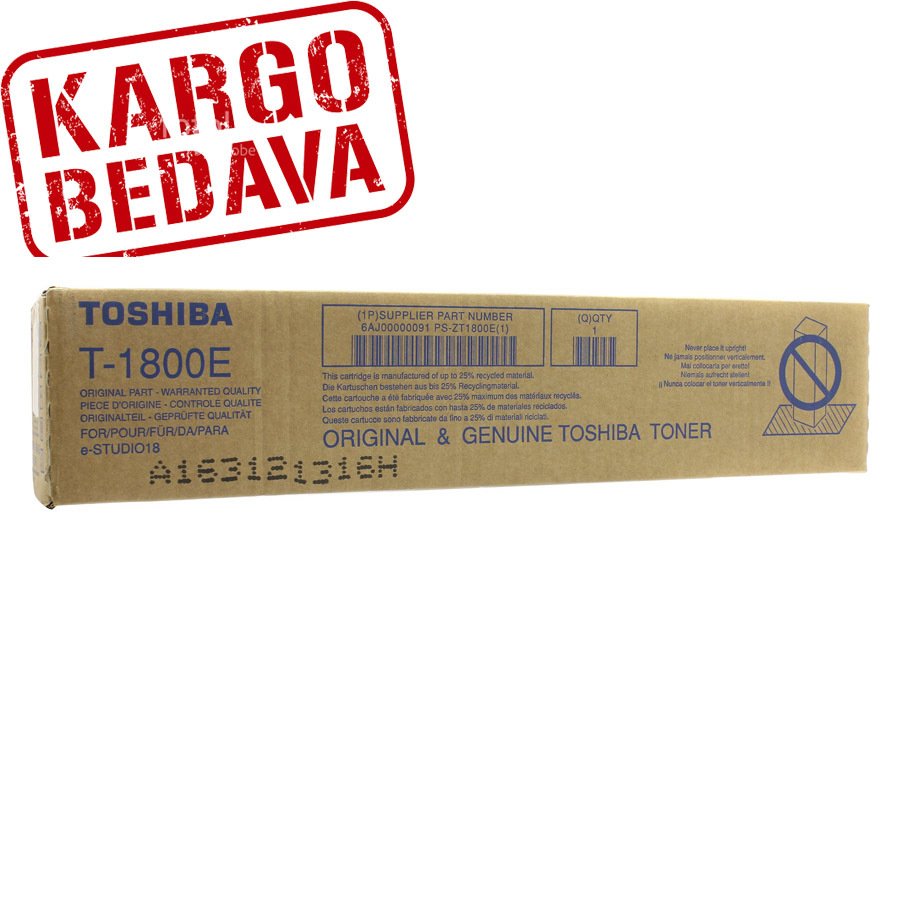 KARGO
BEDAVA
TOSHIBA
T-1800E
ORIGINAL PART - WARRANTED QUALITY
PIECE D'ORIGINE - CONTROLE QUALITE
ORIGINALTEIL - GEPRÜFTE QUALITÄT
FOR/POUR/FÜR/DA/PARA
e-STUDIO18
A163121316H
(1P)SUPPLIER PART NUMBER
6AJ00000091 PS-ZT1800E(1)
(Q)QTY
1
This cartridge is manufactured of up to 25% recycled material.
Die Kartuschen bestehen aus bis 25% Recyclingmaterial.
Cette cartouche a été fabriquée avec 25% maximum des matériaux recyclés.
Los cartuchos están fabricados con hasta 25% de materiales reciclados.
Queste cartucce sono fabbricate da fino a 25% di materiali riciclati.
ORIGINAL & GENUINE TOSHIBA TONER
Never place it upright!
Ne jamais positionner verticalement.
Mai collocarla per eretto!
Niemals aufrecht stellen!
¡¡Nunca colocar el toner verticalmente !!